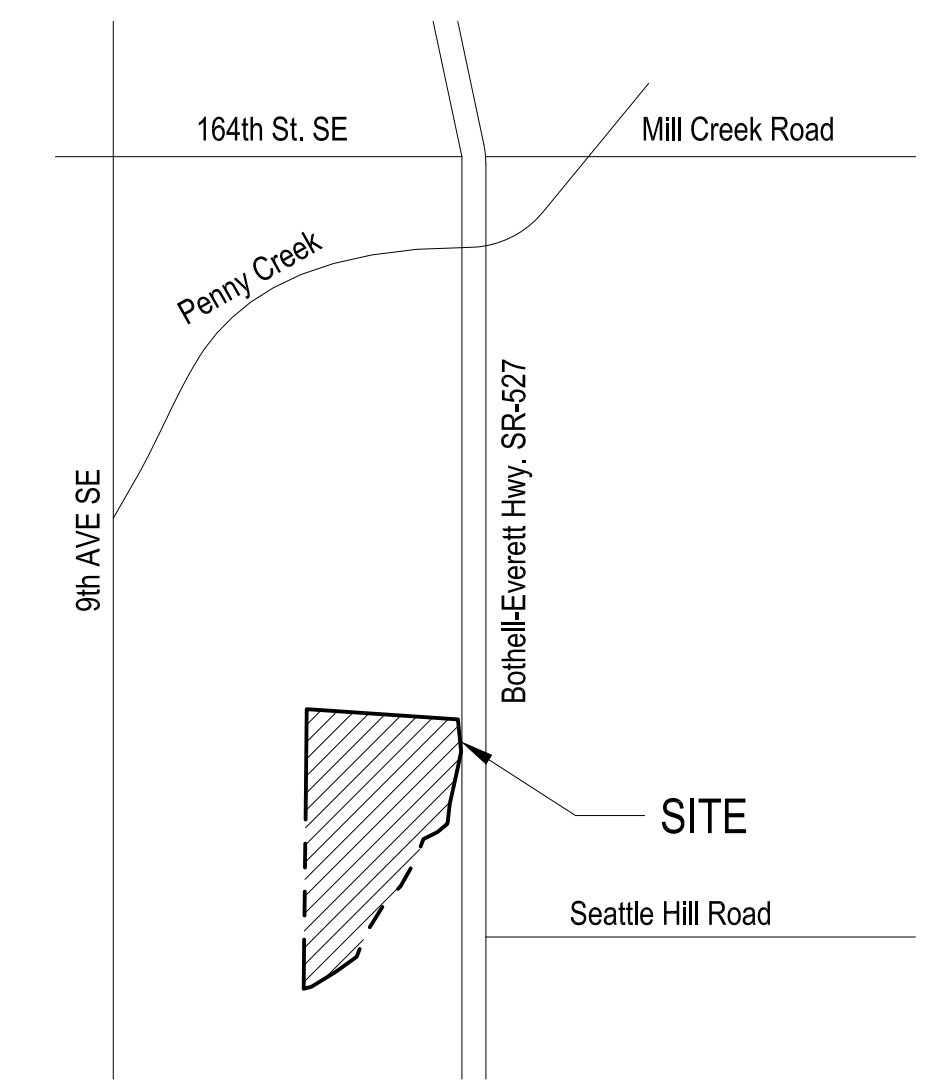 164th St. SE
Mill Creek Road
Penny Creek
Bothell-Everett Hwy. SR-527
9th AVE SE
SITE
Seattle Hill Road